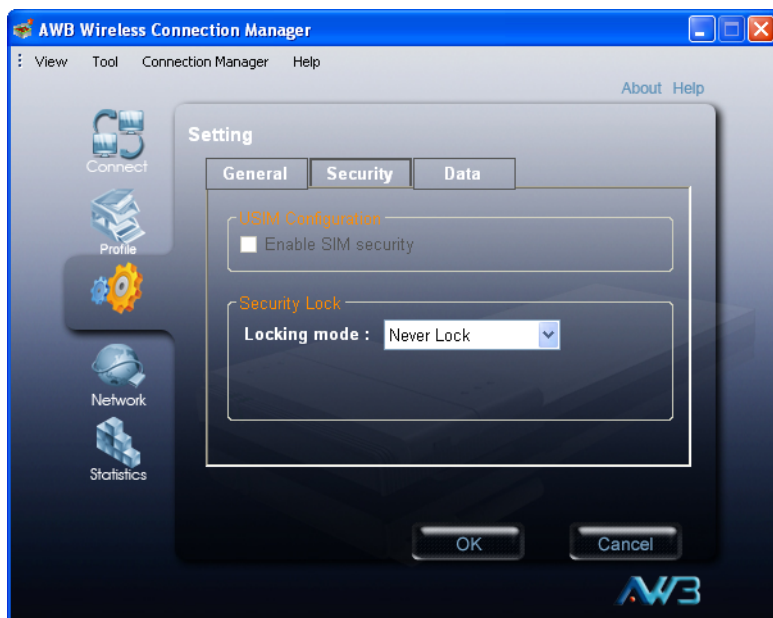 AWB Wireless Connection Manager
View Tool Connection Manager Help
About Help
Connect
Profile
Network
Statistics
Setting
General Security Data
USIM Configuration
Enable SIM security
Security Lock
Locking mode : Never Lock
OK Cancel
AWB